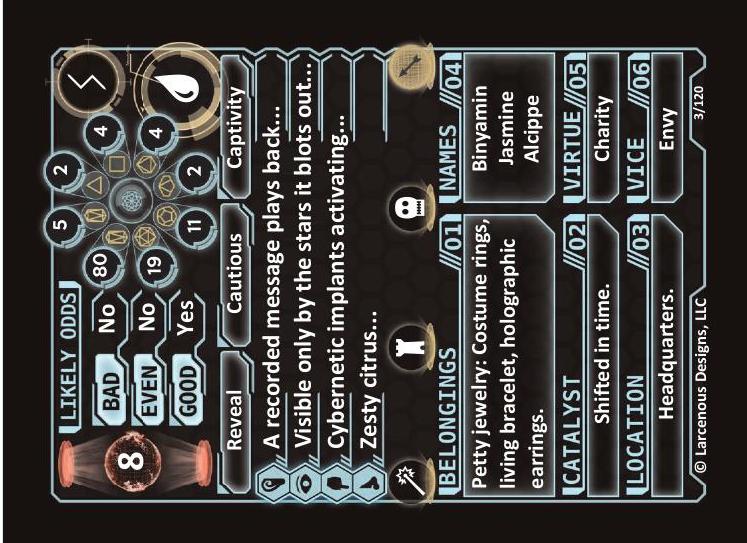 8
LIKELY ODDS
BAD No
EVEN No
GOOD Yes
80 5 2 4
19 11 2 4
Reveal Cautious Captivity
A recorded message plays back...
Visible only by the stars it blots out...
Cybernetic implants activating...
Zesty citrus...
BELONGINGS 01
Petty jewelry: Costume rings,
living bracelet, holographic
earrings.
NAMES 04
Binyamin
Jasmine
Alcippe
CATALYST 02
Shifted in time.
VIRTUE 05
Charity
LOCATION 03
Headquarters.
VICE 06
Envy
© Larcenous Designs, LLC
3/120